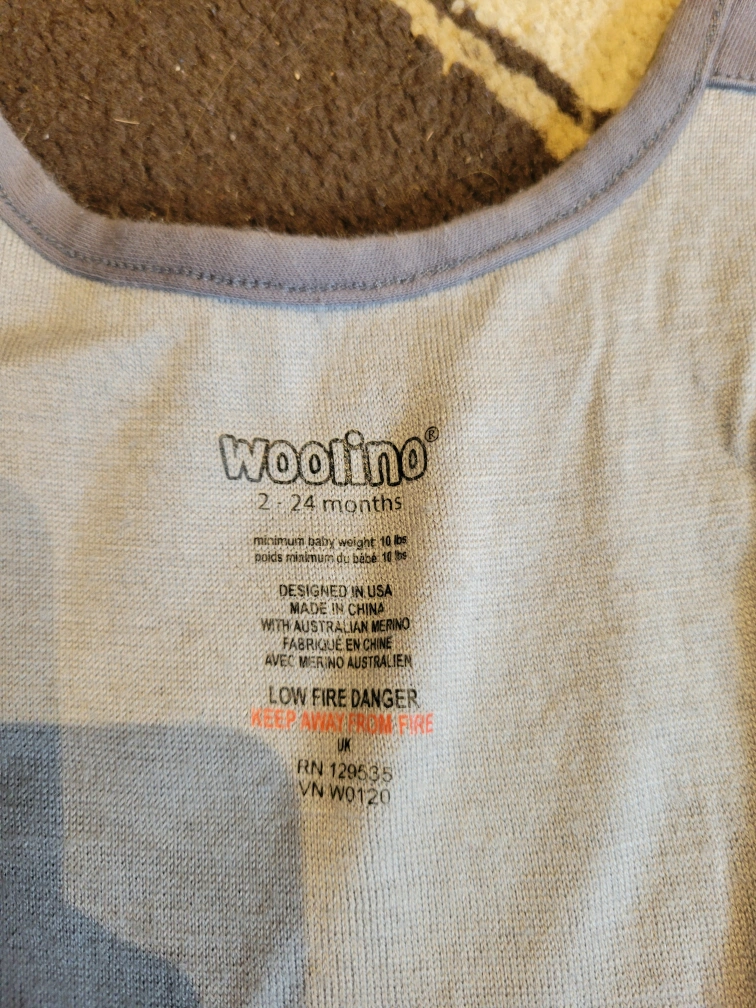 woolino®
2 - 24 months
minimum baby weight 10 lbs
poids minimum du bébé 10 lbs
DESIGNED IN USA
MADE IN CHINA
WITH AUSTRALIAN MERINO
FABRIQUÉ EN CHINE
AVEC MERINO AUSTRALIEN
LOW FIRE DANGER
KEEP AWAY FROM FIRE
UK
RN 129535
VN W0120